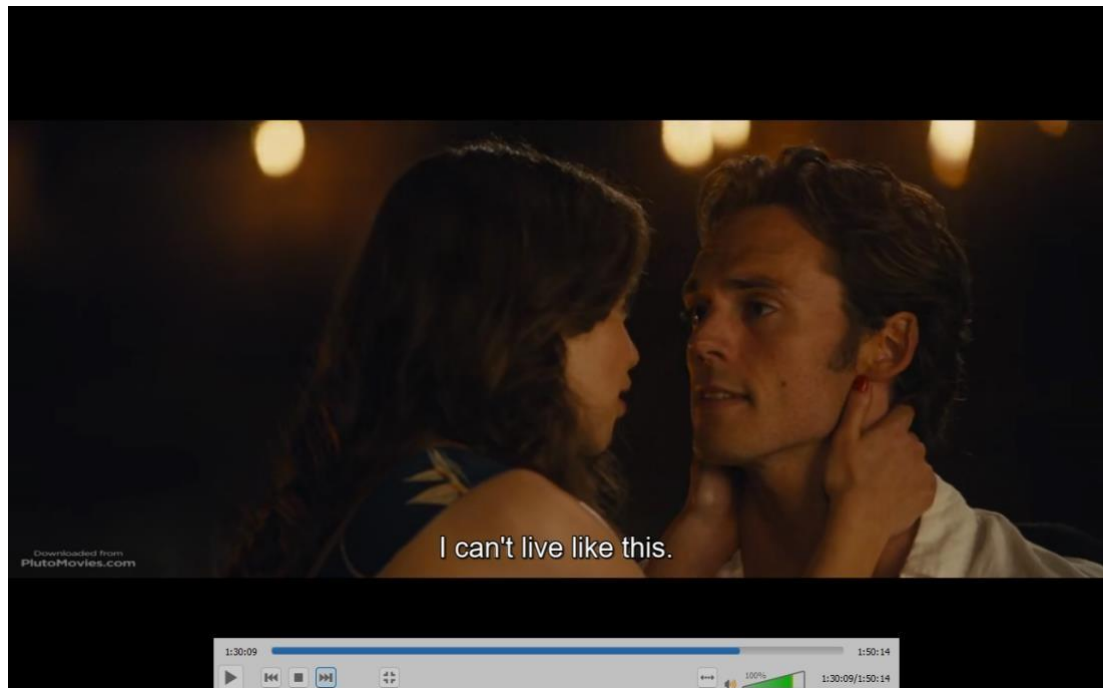 I can't live like this.
Downloaded from
PlutoMovies.com
1:30:09
1:50:14
100%
1:30:09/1:50:14